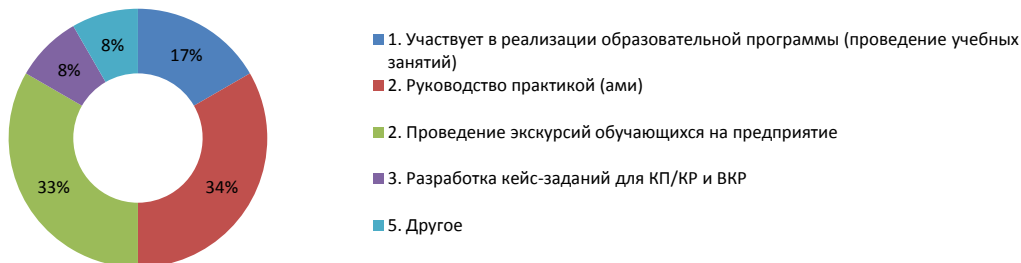 8%
17%
8%
33%
34%
1. Участвует в реализации образовательной программы (проведение учебных
занятий)
2. Руководство практикой (ами)
2. Проведение экскурсий обучающихся на предприятие
3. Разработка кейс-заданий для КП/КР и ВКР
5. Другое